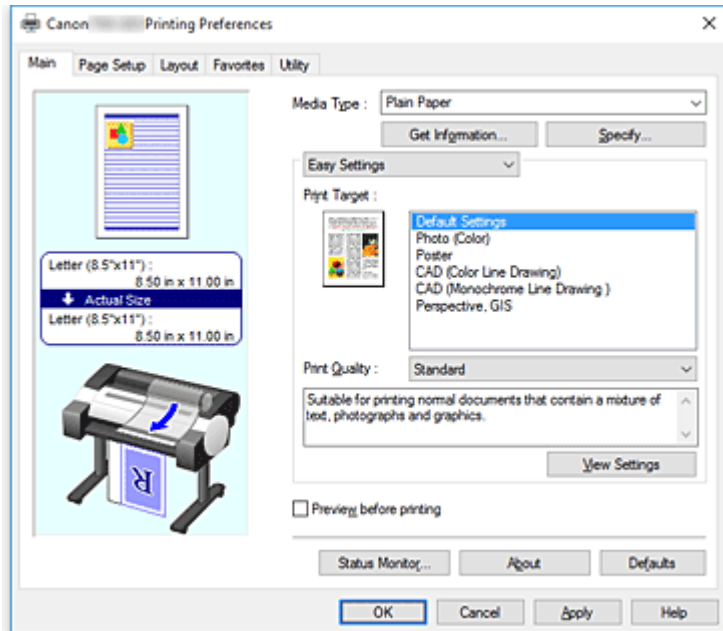 Canon Printing Preferences
Main Page Setup Layout Favorites Utility
Media Type : Plain Paper
Get Information... Specify...
Easy Settings
Print Target :
Default Settings
Photo (Color)
Poster
CAD (Color Line Drawing)
CAD (Monochrome Line Drawing )
Perspective, GIS
Letter (8.5"x11") :
8.50 in x 11.00 in
Actual Size
Letter (8.5"x11") :
8.50 in x 11.00 in
R
Print Quality : Standard
Suitable for printing normal documents that contain a mixture of
text, photographs and graphics.
View Settings
Preview before printing
Status Monitor... About Defaults
OK Cancel Apply Help